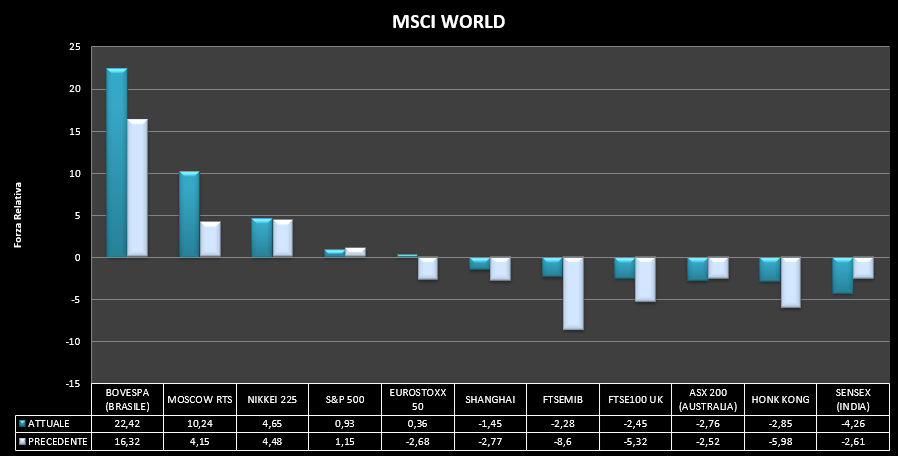 MSCI WORLD
25
20
15
10
5
0
-5
-10
-15
Forza Relativa
BOVESPA (BRASILE) MOSCOW RTS NIKKEI 225 S&P 500 EUROSTOXX 50 SHANGHAI FTSEMIB FTSE100 UK ASX 200 (AUSTRALIA) HONK KONG SENSEX (INDIA)
ATTUALE 22,42 10,24 4,65 0,93 0,36 -1,45 -2,28 -2,45 -2,76 -2,85 -4,26
PRECEDENTE 16,32 4,15 4,48 1,15 -2,68 -2,77 -8,6 -5,32 -2,52 -5,98 -2,61